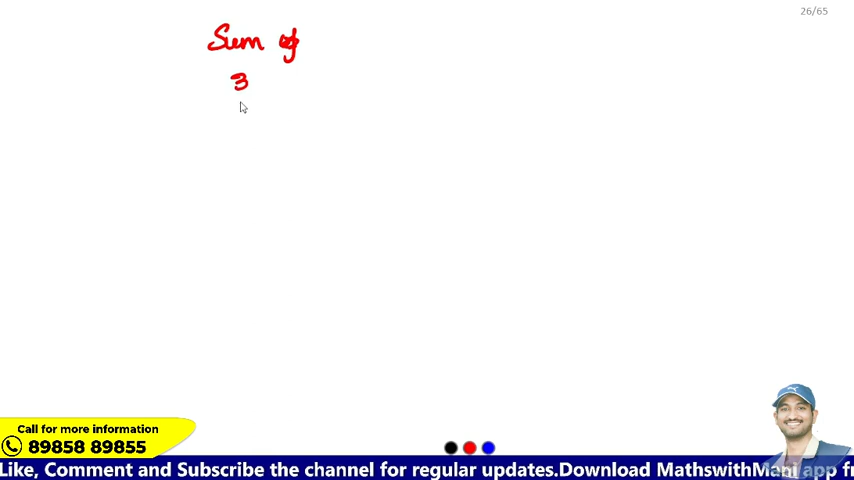 26/65
Sum of
3
Call for more information
89858 89855
Like, Comment and Subscribe the channel for regular updates.Download MathswithMani app fr